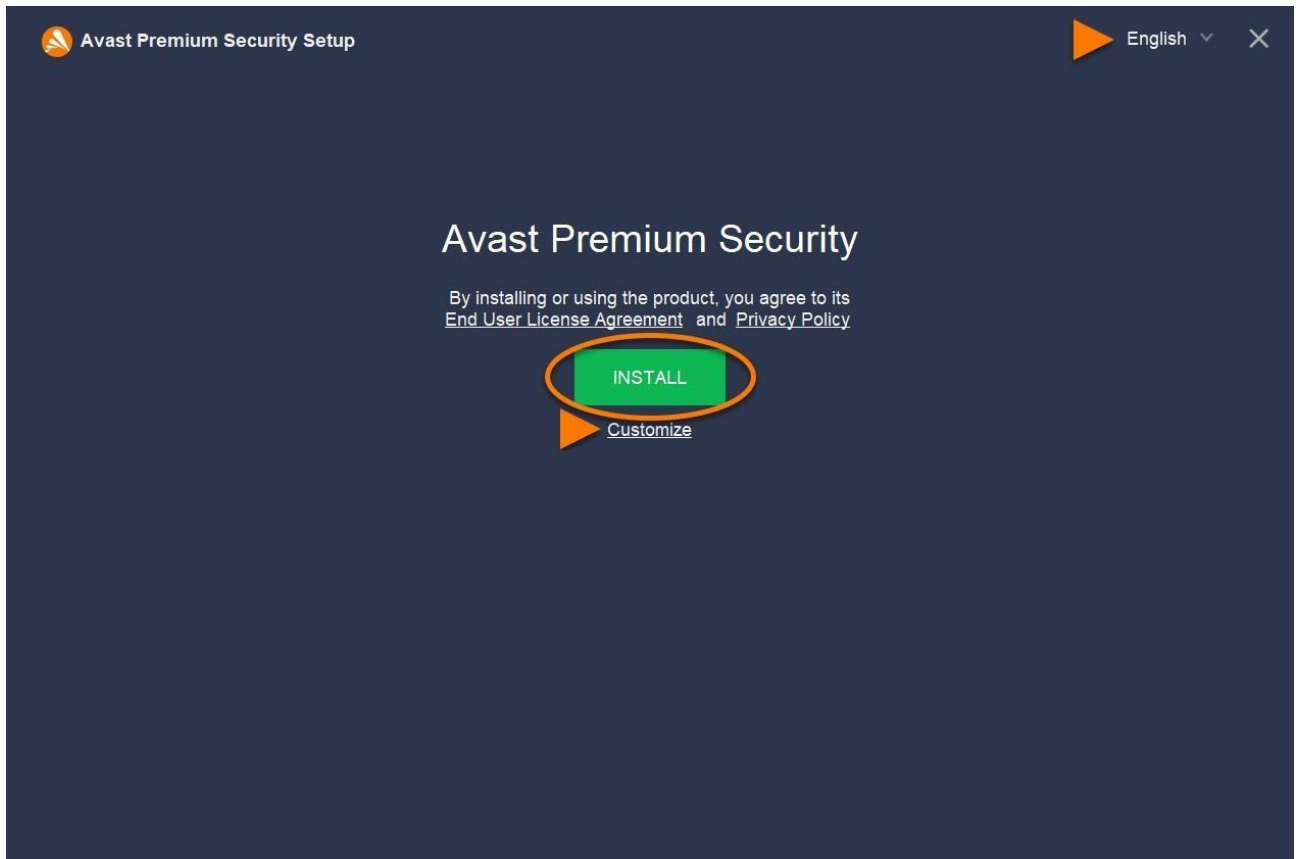 Avast Premium Security Setup
English
Avast Premium Security
By installing or using the product, you agree to its
End User License Agreement and Privacy Policy
INSTALL
Customize